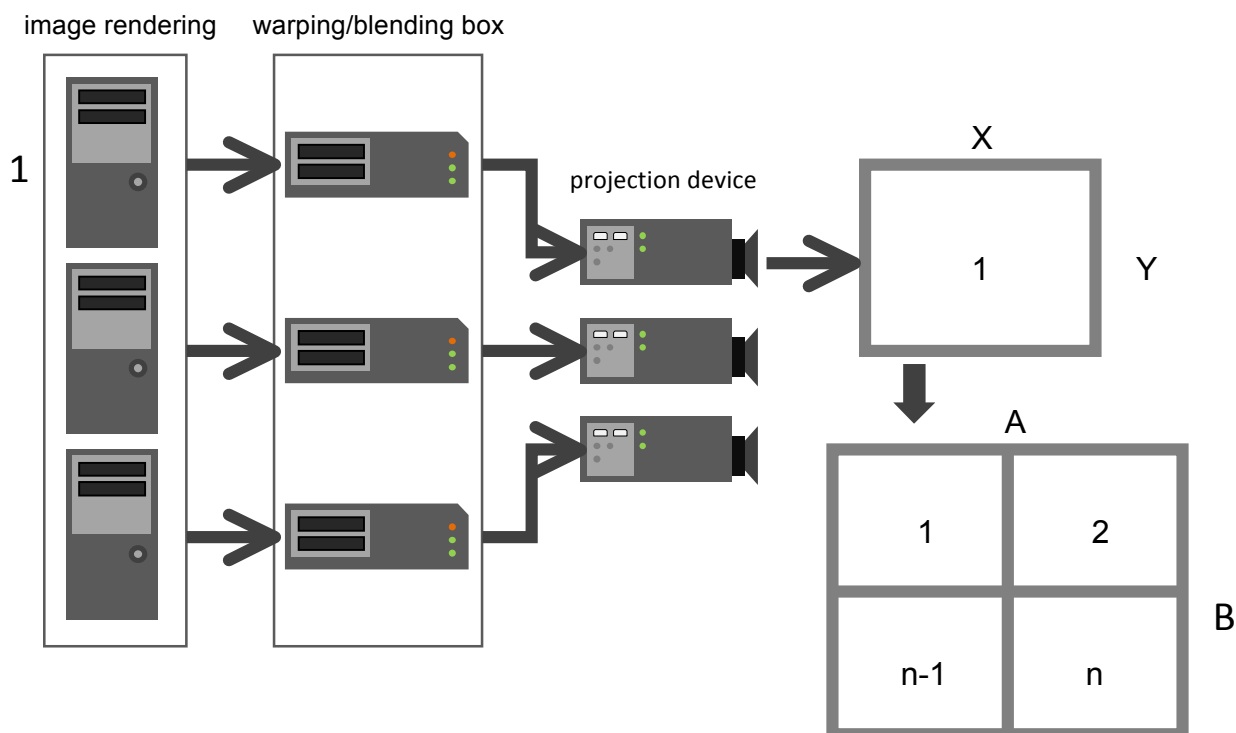 image rendering
warping/blending box
1
projection device
X
1
Y
A
1
2
B
n-1
n